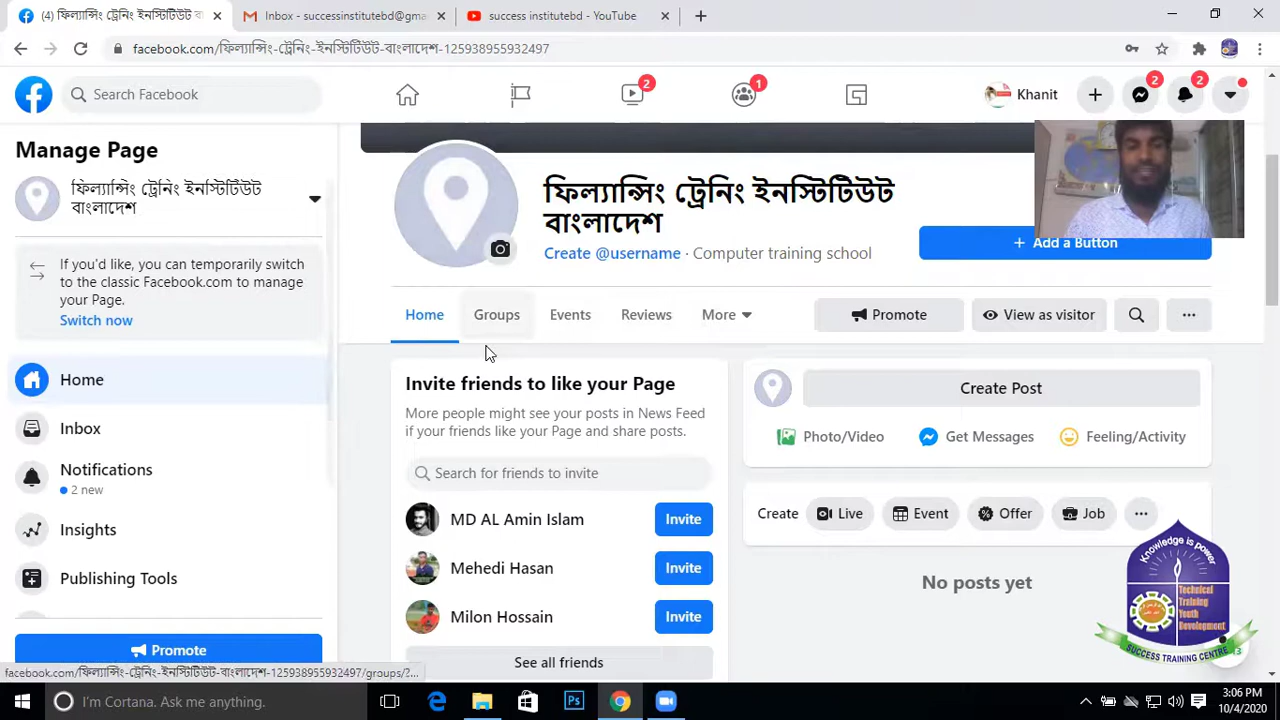 (4) ফিল্যান্সিং ট্রেনিং ইনস্টিটিউট ব
Inbox - successinstitutebd@gma
success institutebd - YouTube
facebook.com/ফিল্যান্সিং-ট্রেনিং-ইনস্টিটিউট-বাংলাদেশ-125938955932497
Search Facebook
2
1
Khanit
2
2
Manage Page
ফিল্যান্সিং ট্রেনিং ইনস্টিটিউট
বাংলাদেশ
If you'd like, you can temporarily switch
to the classic Facebook.com to manage
your Page.
Switch now
Home
Inbox
Notifications
2 new
Insights
Publishing Tools
Promote
ফিল্যান্সিং ট্রেনিং ইনস্টিটিউট
বাংলাদেশ
Create @username · Computer training school
+ Add a Button
Home
Groups
Events
Reviews
More
Promote
View as visitor
Invite friends to like your Page
More people might see your posts in News Feed
if your friends like your Page and share posts.
Search for friends to invite
MD AL Amin Islam
Invite
Mehedi Hasan
Invite
Milon Hossain
Invite
See all friends
Create Post
Photo/Video
Get Messages
Feeling/Activity
Create
Live
Event
Offer
Job
No posts yet
Knowledge is power
Technical
Training
Youth
Development
SUCCESS TRAINING CENTRE
facebook.com/ফিল্যান্সিং-ট্রেনিং-ইনস্টিটিউট-বাংলাদেশ-125938955932497/groups/?...
I'm Cortana. Ask me anything.
3:06 PM
10/4/2020